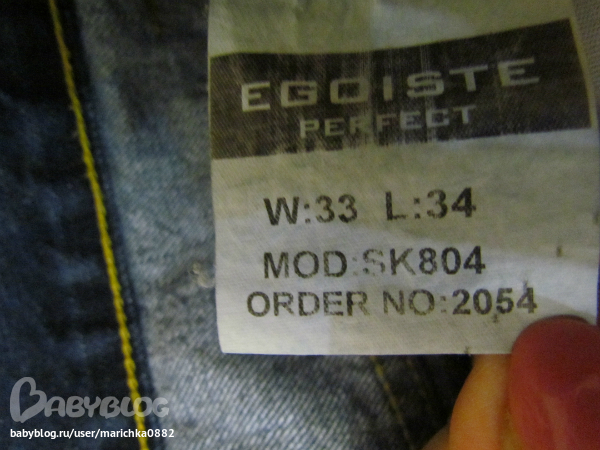 EGOISTE
PERFECT
W:33 L:34
MOD:SK804
ORDER NO:2054
BABYBLOG
babyblog.ru/user/marichka0882